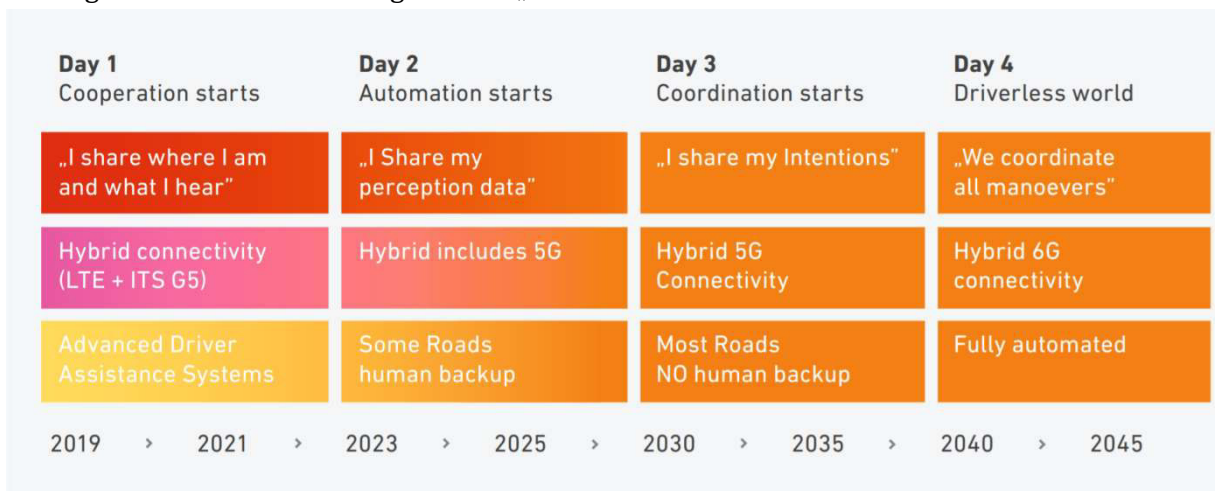 Day 1
Cooperation starts
Day 2
Automation starts
Day 3
Coordination starts
Day 4
Driverless world
„I share where I am
and what I hear”
„I Share my
perception data”
„I share my Intentions”
„We coordinate
all manoevers”
Hybrid connectivity
(LTE + ITS G5)
Hybrid includes 5G
Hybrid 5G
Connectivity
Hybrid 6G
connectivity
Advanced Driver
Assistance Systems
Some Roads
human backup
Most Roads
NO human backup
Fully automated
2019 › 2021 › 2023 › 2025 › 2030 › 2035 › 2040 › 2045